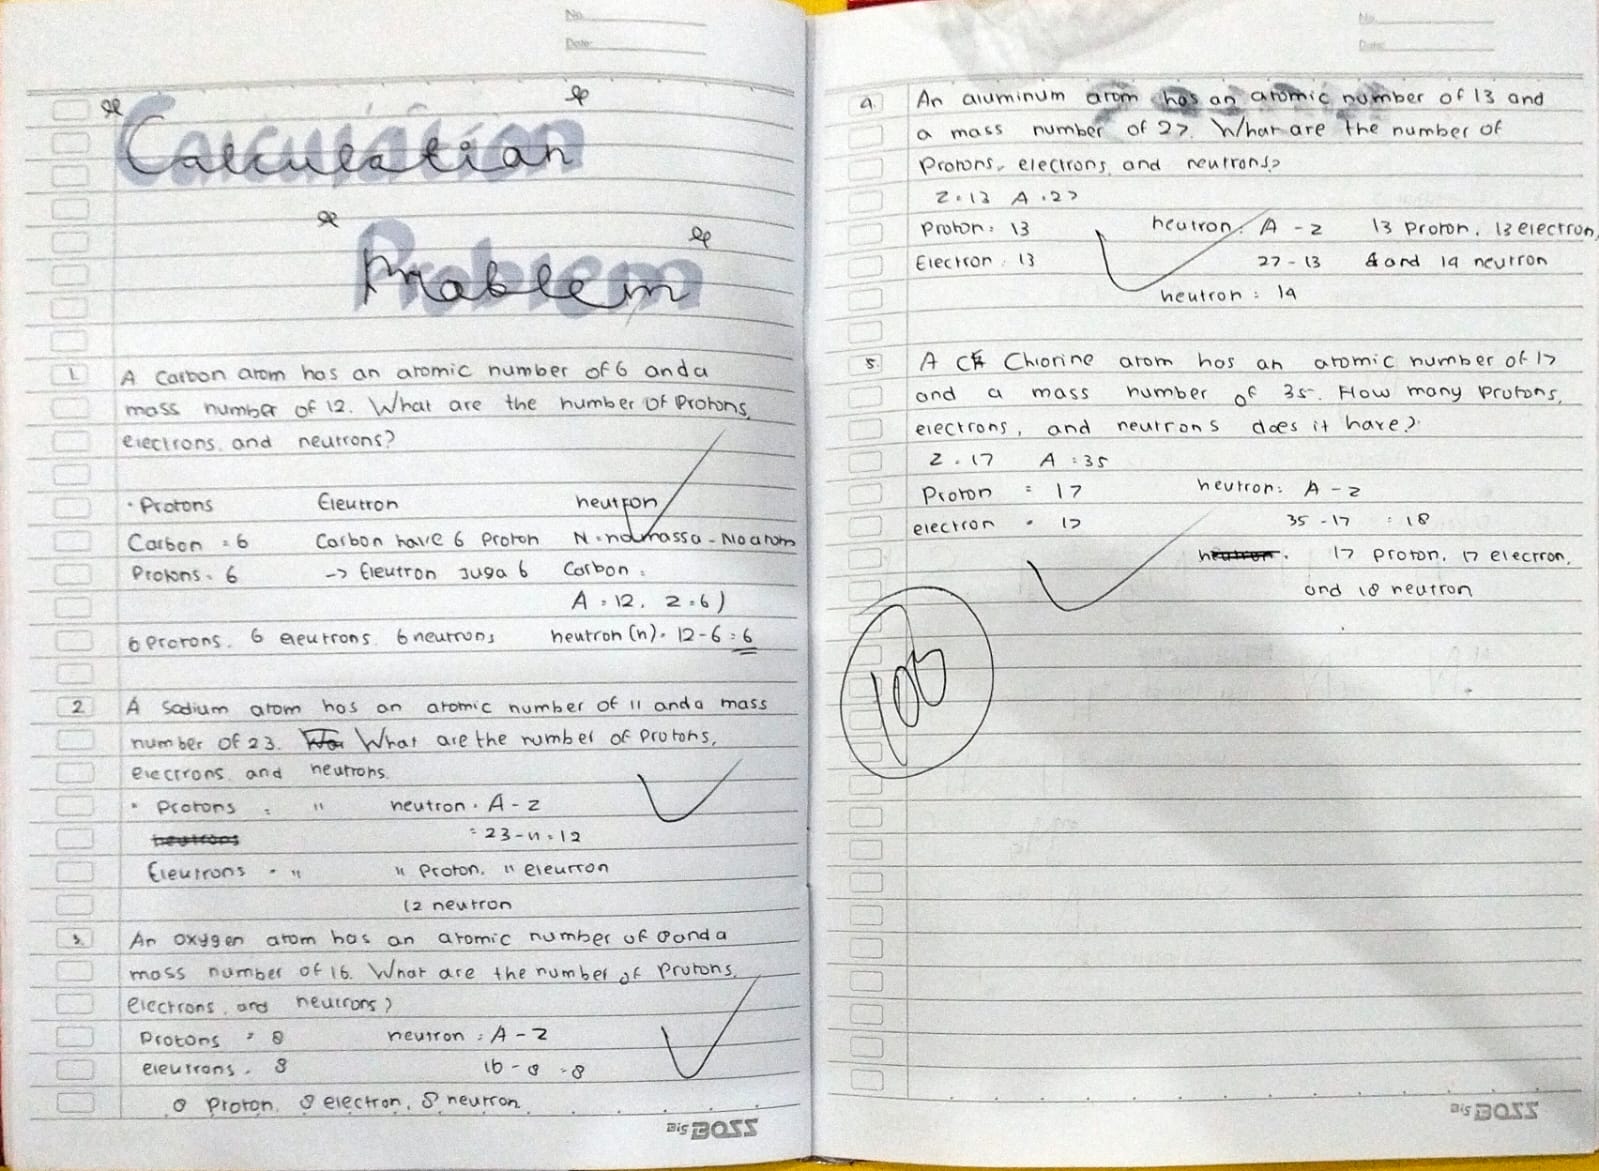 No.
Date:
Calculation
Problem
1. A Carbon atom has an atomic number of 6 and a
mass number of 12. What are the number of Protons,
electrons, and neutrons?
• Protons Eleutron neutron
Carbon = 6 Carbon have 6 Proton N = no massa - No atom
Protons = 6 -> Eleutron Juga 6 Carbon :
A = 12, Z = 6)
6 Protons, 6 eleutrons, 6 neutrons neutron (n) = 12-6 = 6
2 A Sodium atom has an atomic number of 11 and a mass
number of 23. What are the number of Protons,
electrons, and neutrons.
• Protons = 11 neutron = A - Z
neutrons = 23-11 = 12
Eleutrons = 11 11 Proton, 11 eleutron
12 neutron
3. An oxygen atom has an atomic number of 8 and a
mass number of 16. What are the number of Protons,
electrons, and neutrons?
Protons = 8 neutron = A - Z
eleutrons = 8 16 - 8 = 8
8 Proton, 8 electron, 8 neutron
Big BOSS
No.
Date:
4. An aluminum atom has an atomic number of 13 and
a mass number of 27. What are the number of
Protons, electrons, and neutrons?
Z = 13 A = 27
Proton = 13 neutron = A - Z 13 Proton, 13 electron,
Electron = 13 27 - 13 and 14 neutron
neutron = 14
5. A Chlorine atom has an atomic number of 17
and a mass number of 35. How many Protons,
electrons, and neutrons does it have?
Z = 17 A = 35
Proton = 17 neutron = A - Z
electron = 17 35 - 17 = 18
neutron = 17 proton, 17 electron,
and 18 neutron
100
Big BOSS